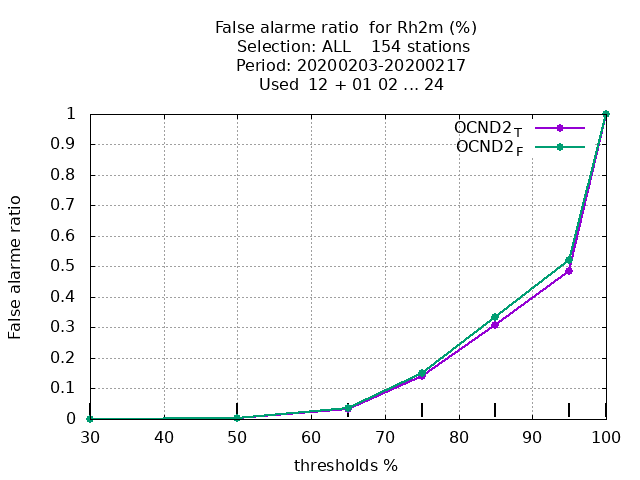 False alarme ratio  for Rh2m (%)
Selection: ALL    154 stations
Period: 20200203-20200217
Used  12 + 01 02 ... 24
1
0.9
0.8
0.7
0.6
0.5
0.4
0.3
0.2
0.1
0
False alarme ratio
OCND2T
OCND2F
30 40 50 60 70 80 90 100
thresholds %